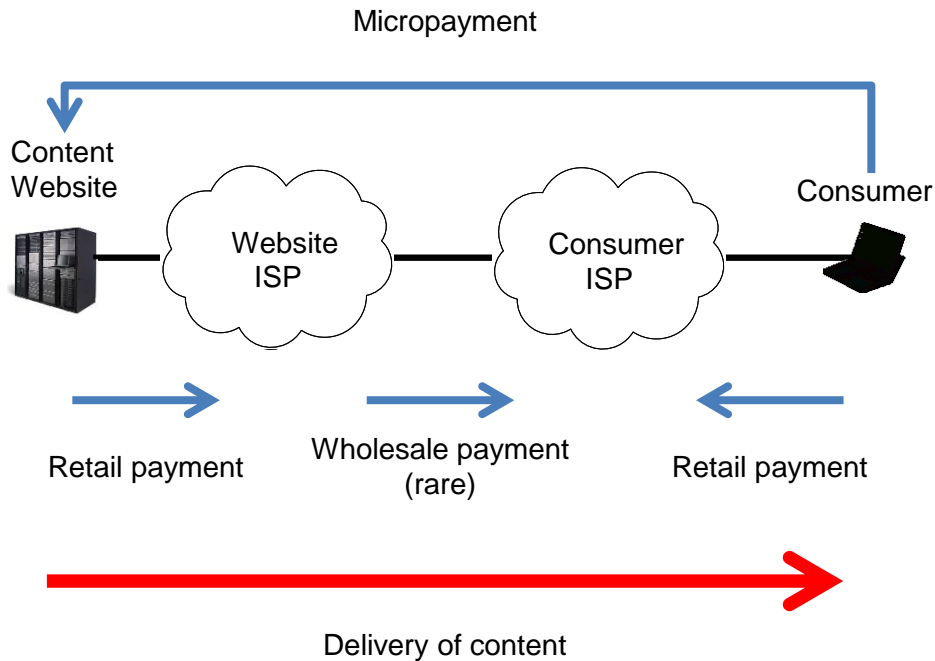 Micropayment
Content
Website
Consumer
Website
ISP
Consumer
ISP
Retail payment
Wholesale payment
(rare)
Retail payment
Delivery of content